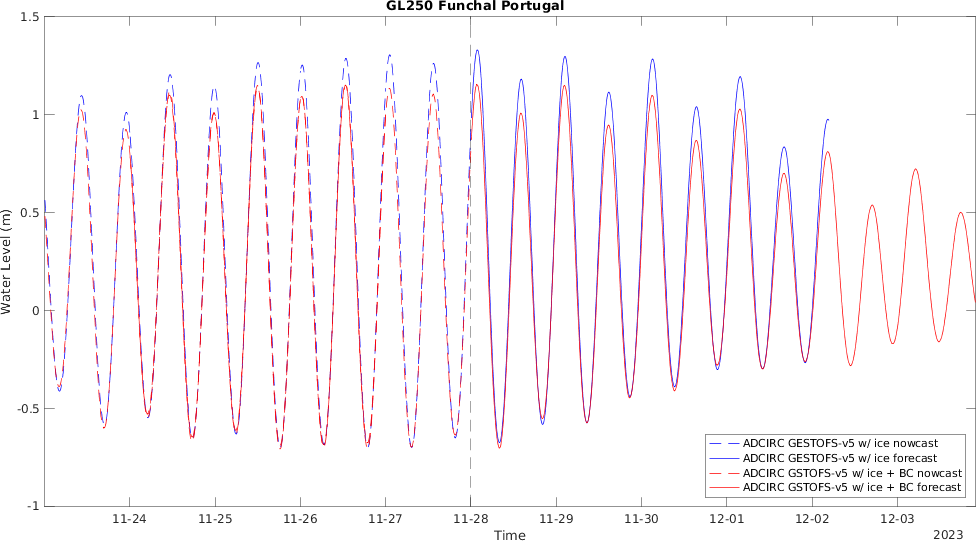 GL250 Funchal Portugal
1.5
1
0.5
0
-0.5
-1
Water Level (m)
ADCIRC GESTOFS-v5 w/ ice nowcast
ADCIRC GESTOFS-v5 w/ ice forecast
ADCIRC GSTOFS-v5 w/ ice + BC nowcast
ADCIRC GSTOFS-v5 w/ ice + BC forecast
11-24 11-25 11-26 11-27 11-28 11-29 11-30 12-01 12-02 12-03
Time
2023